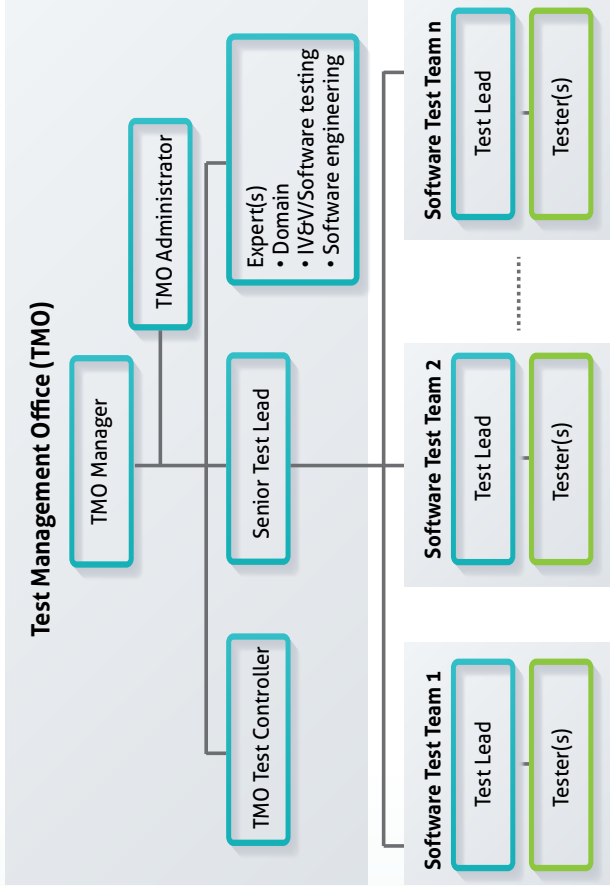 Test Management Office (TMO)
TMO Manager
TMO Administrator
TMO Test Controller
Senior Test Lead
Expert(s)
• Domain
• IV&V/Software testing
• Software engineering
Software Test Team 1
Test Lead
Tester(s)
Software Test Team 2
Test Lead
Tester(s)
Software Test Team n
Test Lead
Tester(s)